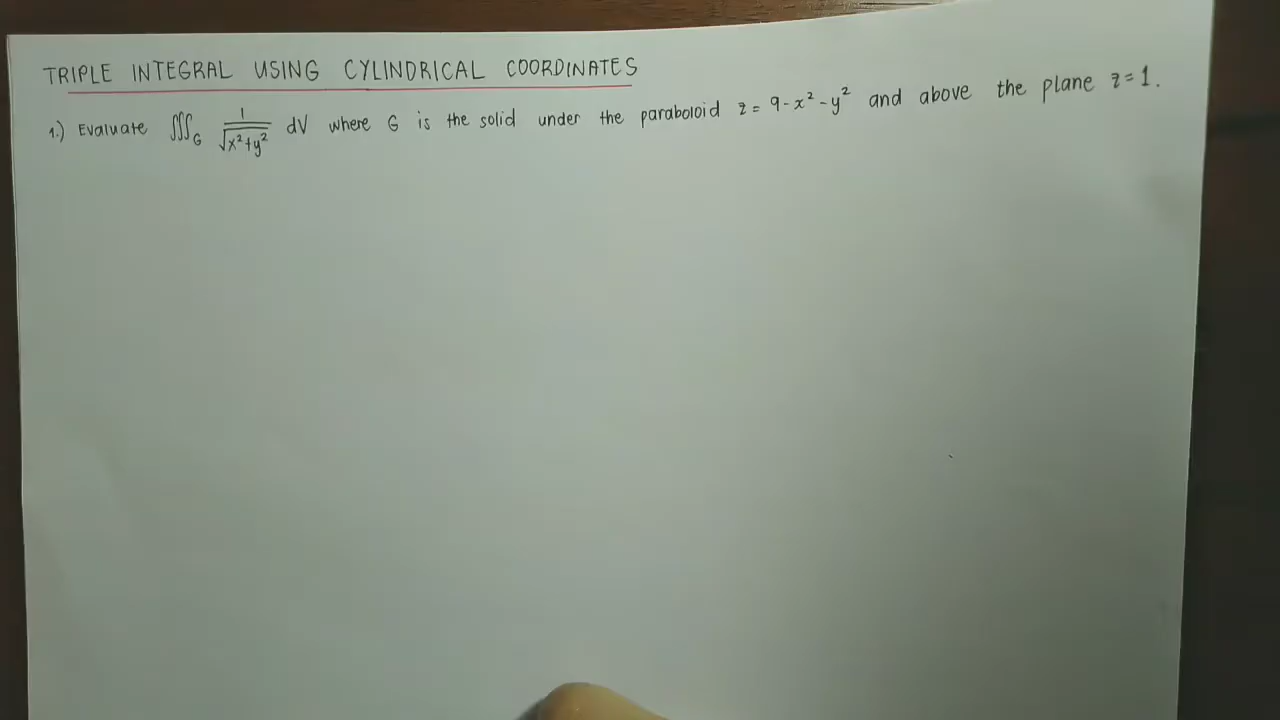 TRIPLE INTEGRAL USING CYLINDRICAL COORDINATES
1.) Evaluate ∭_G 1/√(x²+y²) dV where G is the solid under the paraboloid z = 9-x²-y² and above the plane z=1.